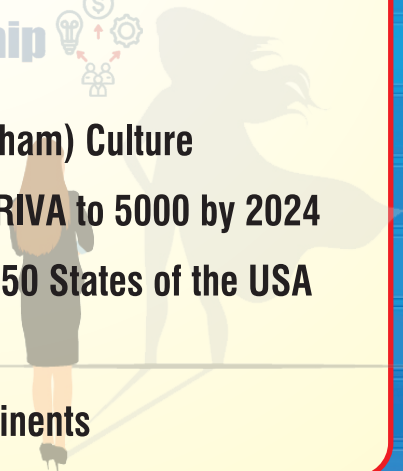 hip
$
ham) Culture
RIVA to 5000 by 2024
50 States of the USA
inents